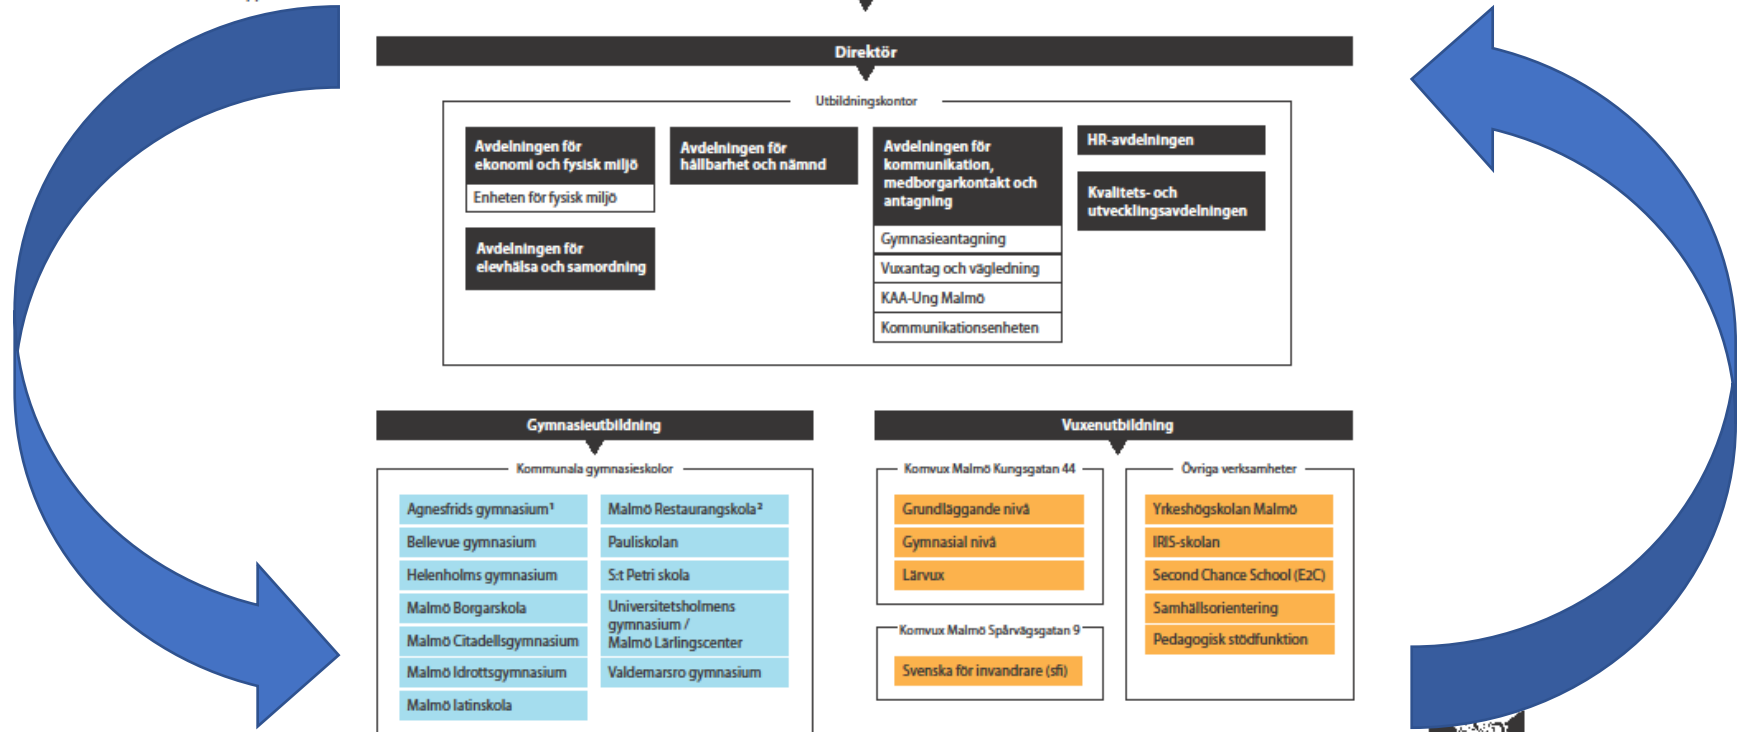 Direktör
Utbildningskontor
Avdelningen för
ekonomi och fysisk miljö
Enheten för fysisk miljö
Avdelningen för
elevhälsa och samordning
Avdelningen för
hållbarhet och nämnd
Avdelningen för
kommunikation,
medborgarkontakt och
antagning
Gymnasieantagning
Vuxantag och vägledning
KAA-Ung Malmö
Kommunikationsenheten
HR-avdelningen
Kvalitets- och
utvecklingsavdelningen
Gymnasieutbildning
Kommunala gymnasieskolor
Agnesfrids gymnasium¹
Bellevue gymnasium
Helenholms gymnasium
Malmö Borgarskola
Malmö Citadellsgymnasium
Malmö Idrottsgymnasium
Malmö latinskola
Malmö Restaurangskola²
Pauliskolan
S:t Petri skola
Universitetsholmens
gymnasium /
Malmö Lärlingscenter
Valdemarsro gymnasium
Vuxenutbildning
Komvux Malmö Kungsgatan 44
Grundläggande nivå
Gymnasial nivå
Lärvux
Komvux Malmö Spårvägsgatan 9
Svenska för invandrare (sfi)
Övriga verksamheter
Yrkeshögskolan Malmö
IRIS-skolan
Second Chance School (E2C)
Samhällsorientering
Pedagogisk stödfunktion